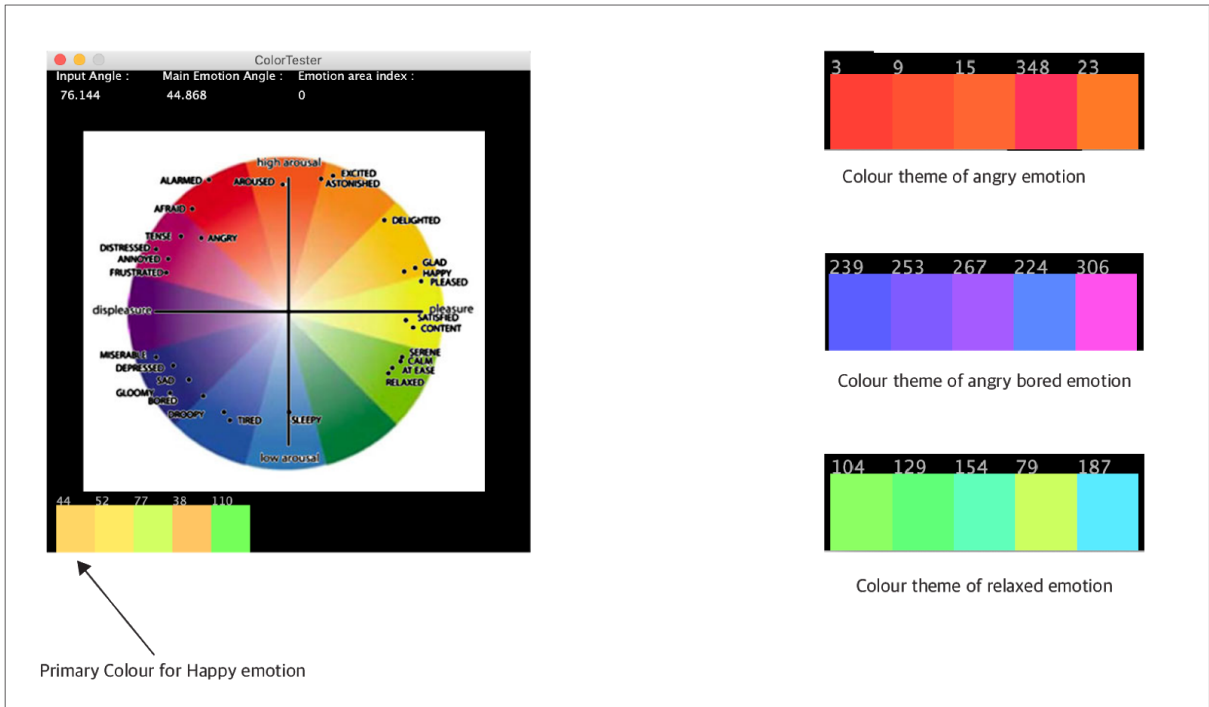 ColorTester
Input Angle : Main Emotion Angle : Emotion area index :
76.144 44.868 0
high arousal
EXCITED
ALARMED AROUSED ASTONISHED
AFRAID
DELIGHTED
TENSE ANGRY
DISTRESSED
ANNOYED GLAD
FRUSTRATED HAPPY
PLEASED
displeasure pleasure
SATISFIED
CONTENT
MISERABLE SERENE
CALM
DEPRESSED AT EASE
SAD RELAXED
GLOOMY
BORED
DROOPY TIRED SLEEPY
low arousal
44 52 77 38 110
Primary Colour for Happy emotion
3 9 15 348 23
Colour theme of angry emotion
239 253 267 224 306
Colour theme of angry bored emotion
104 129 154 79 187
Colour theme of relaxed emotion